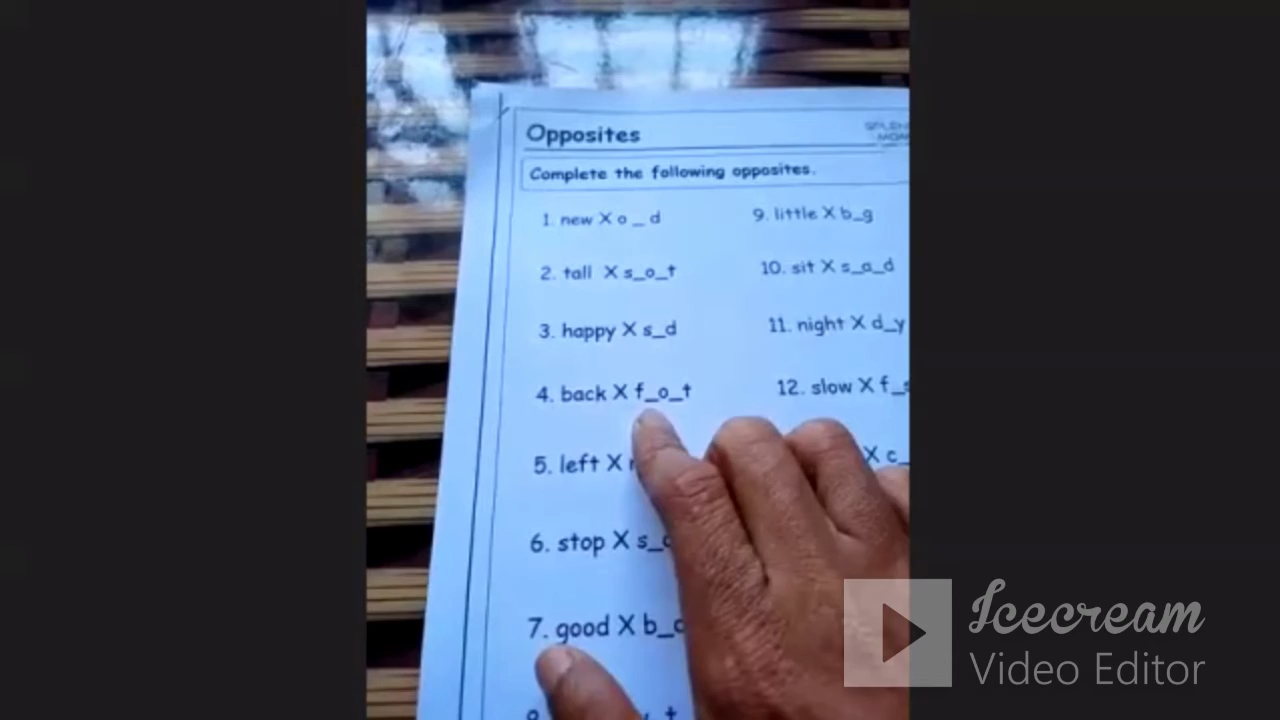 Opposites
Complete the following opposites.
1. new X o _ d
2. tall X s_o_t
3. happy X s_d
4. back X f_o_t
5. left X
6. stop X s_
7. good X b_
9. little X b_g
10. sit X s_a_d
11. night X d_y
12. slow X f_
X c_
Icecream
Video Editor